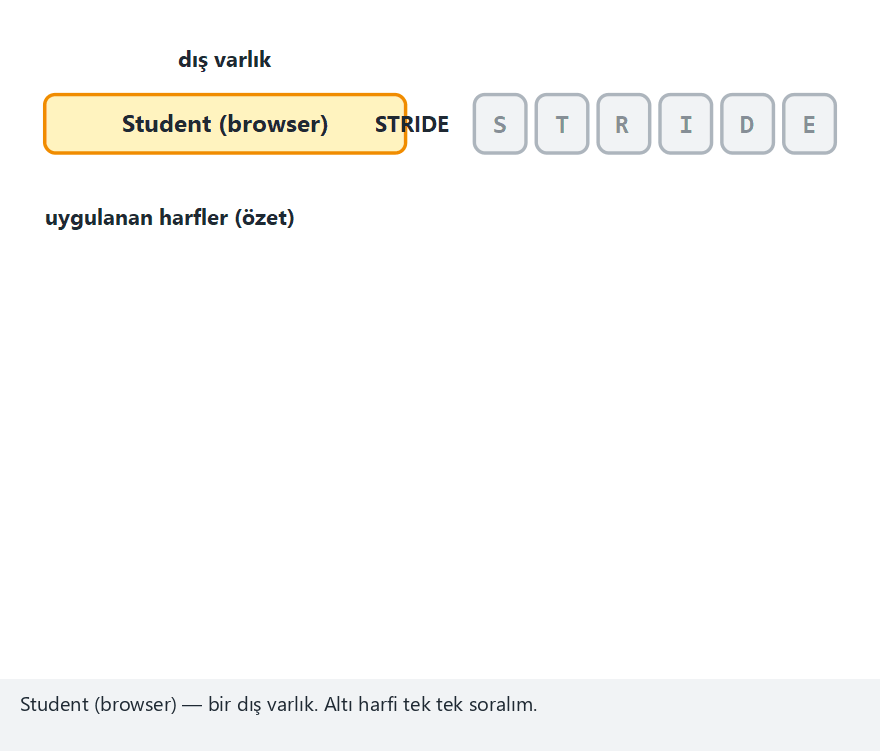 dış varlık
Student (browser) STRIDE S T R I D E
uygulanan harfler (özet)
Student (browser) — bir dış varlık. Altı harfi tek tek soralım.